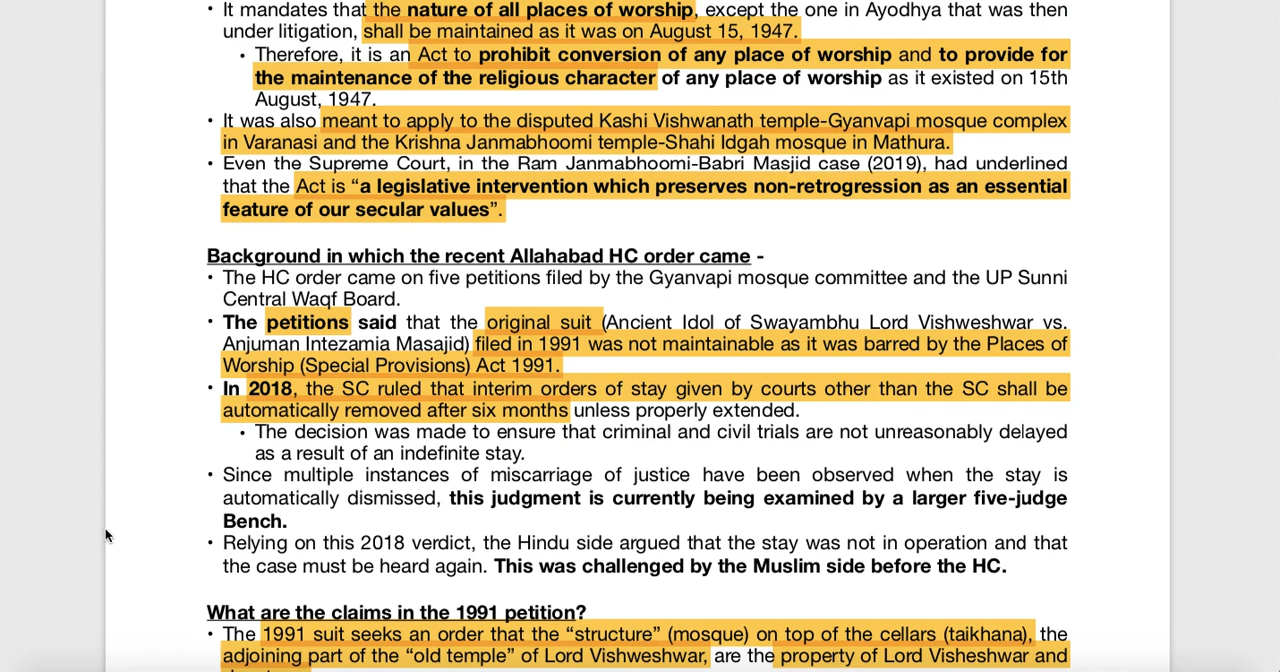 • It mandates that the nature of all places of worship, except the one in Ayodhya that was then
under litigation, shall be maintained as it was on August 15, 1947.
• Therefore, it is an Act to prohibit conversion of any place of worship and to provide for
the maintenance of the religious character of any place of worship as it existed on 15th
August, 1947.
• It was also meant to apply to the disputed Kashi Vishwanath temple-Gyanvapi mosque complex
in Varanasi and the Krishna Janmabhoomi temple-Shahi Idgah mosque in Mathura.
• Even the Supreme Court, in the Ram Janmabhoomi-Babri Masjid case (2019), had underlined
that the Act is “a legislative intervention which preserves non-retrogression as an essential
feature of our secular values”.
Background in which the recent Allahabad HC order came -
• The HC order came on five petitions filed by the Gyanvapi mosque committee and the UP Sunni
Central Waqf Board.
• The petitions said that the original suit (Ancient Idol of Swayambhu Lord Vishweshwar vs.
Anjuman Intezamia Masajid) filed in 1991 was not maintainable as it was barred by the Places of
Worship (Special Provisions) Act 1991.
• In 2018, the SC ruled that interim orders of stay given by courts other than the SC shall be
automatically removed after six months unless properly extended.
• The decision was made to ensure that criminal and civil trials are not unreasonably delayed
as a result of an indefinite stay.
• Since multiple instances of miscarriage of justice have been observed when the stay is
automatically dismissed, this judgment is currently being examined by a larger five-judge
Bench.
• Relying on this 2018 verdict, the Hindu side argued that the stay was not in operation and that
the case must be heard again. This was challenged by the Muslim side before the HC.
What are the claims in the 1991 petition?
• The 1991 suit seeks an order that the “structure” (mosque) on top of the cellars (taikhana), the
adjoining part of the “old temple” of Lord Vishweshwar, are the property of Lord Visheshwar and